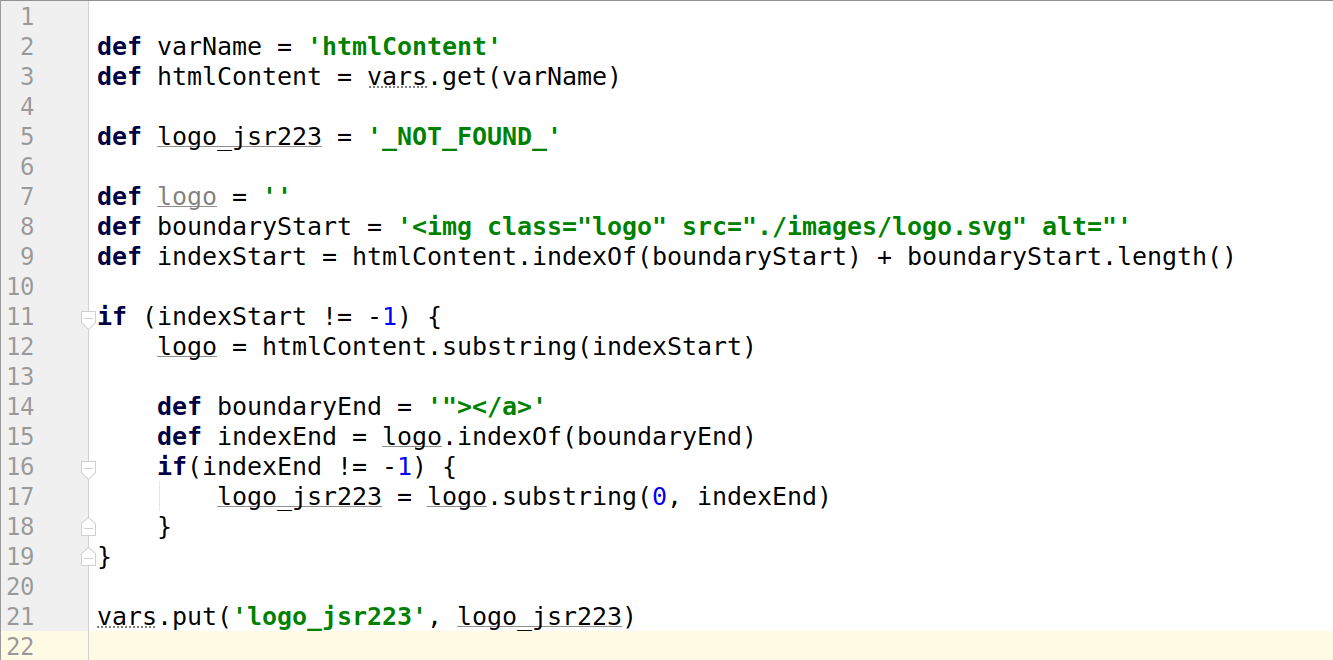 1
2 def varName = 'htmlContent'
3 def htmlContent = vars.get(varName)
4
5 def logo_jsr223 = '_NOT_FOUND_'
6
7 def logo = ''
8 def boundaryStart = '<img class="logo" src="./images/logo.svg" alt="'
9 def indexStart = htmlContent.indexOf(boundaryStart) + boundaryStart.length()
10
11 if (indexStart != -1) {
12     logo = htmlContent.substring(indexStart)
13
14     def boundaryEnd = '"></a>'
15     def indexEnd = logo.indexOf(boundaryEnd)
16     if(indexEnd != -1) {
17         logo_jsr223 = logo.substring(0, indexEnd)
18     }
19 }
20
21 vars.put('logo_jsr223', logo_jsr223)
22